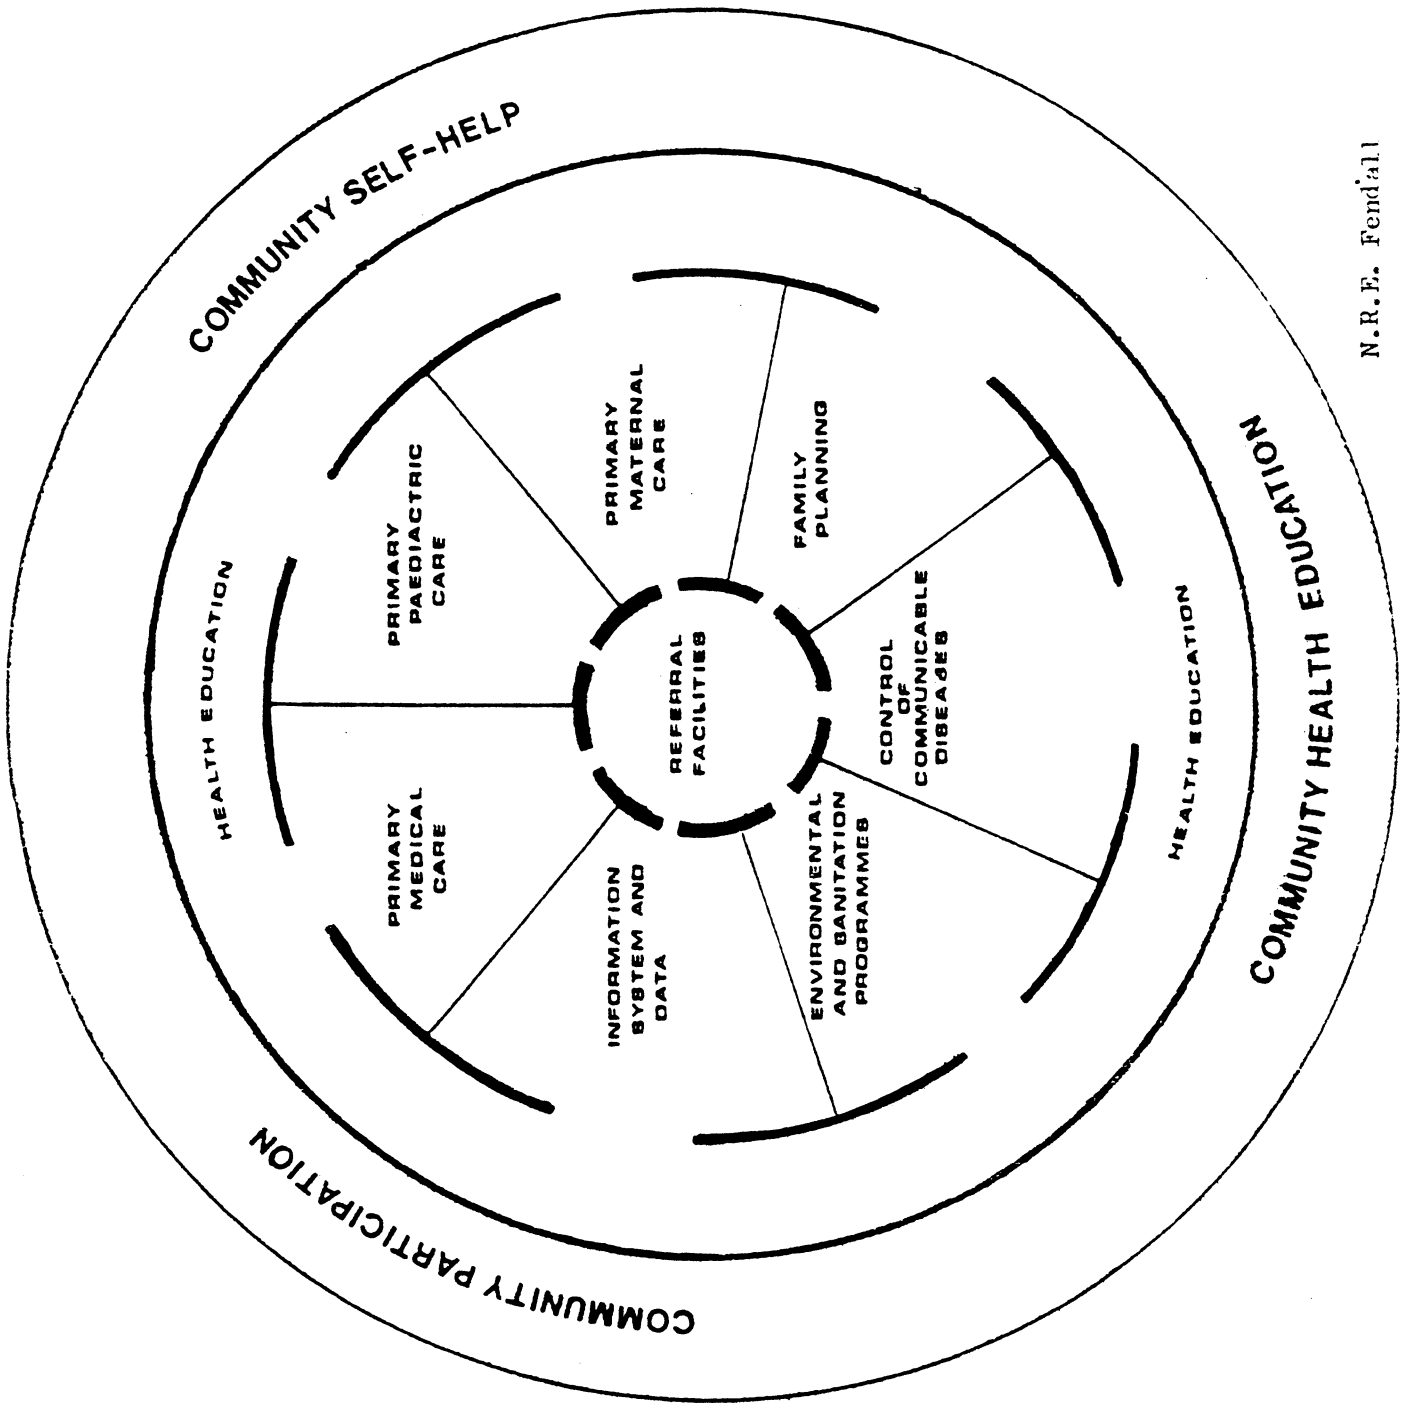 COMMUNITY PARTICIPATION
COMMUNITY SELF-HELP
HEALTH EDUCATION
PRIMARY
MEDICAL
CARE
PRIMARY
PAEDIACTRIC
CARE
INFORMATION
SYSTEM AND
DATA
REFERRAL
FACILITIES
PRIMARY
MATERNAL
CARE
ENVIRONMENTAL
AND SANITATION
PROGRAMMES
CONTROL
OF
COMMUNICABLE
DISEASES
FAMILY
PLANNING
HEALTH EDUCATION
COMMUNITY HEALTH EDUCATION
N.R.E. Fendall